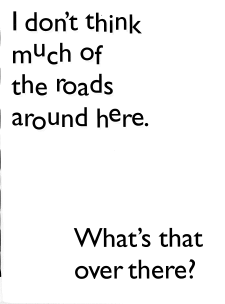 I don't think
much of
the roads
around here.
What's that
over there?